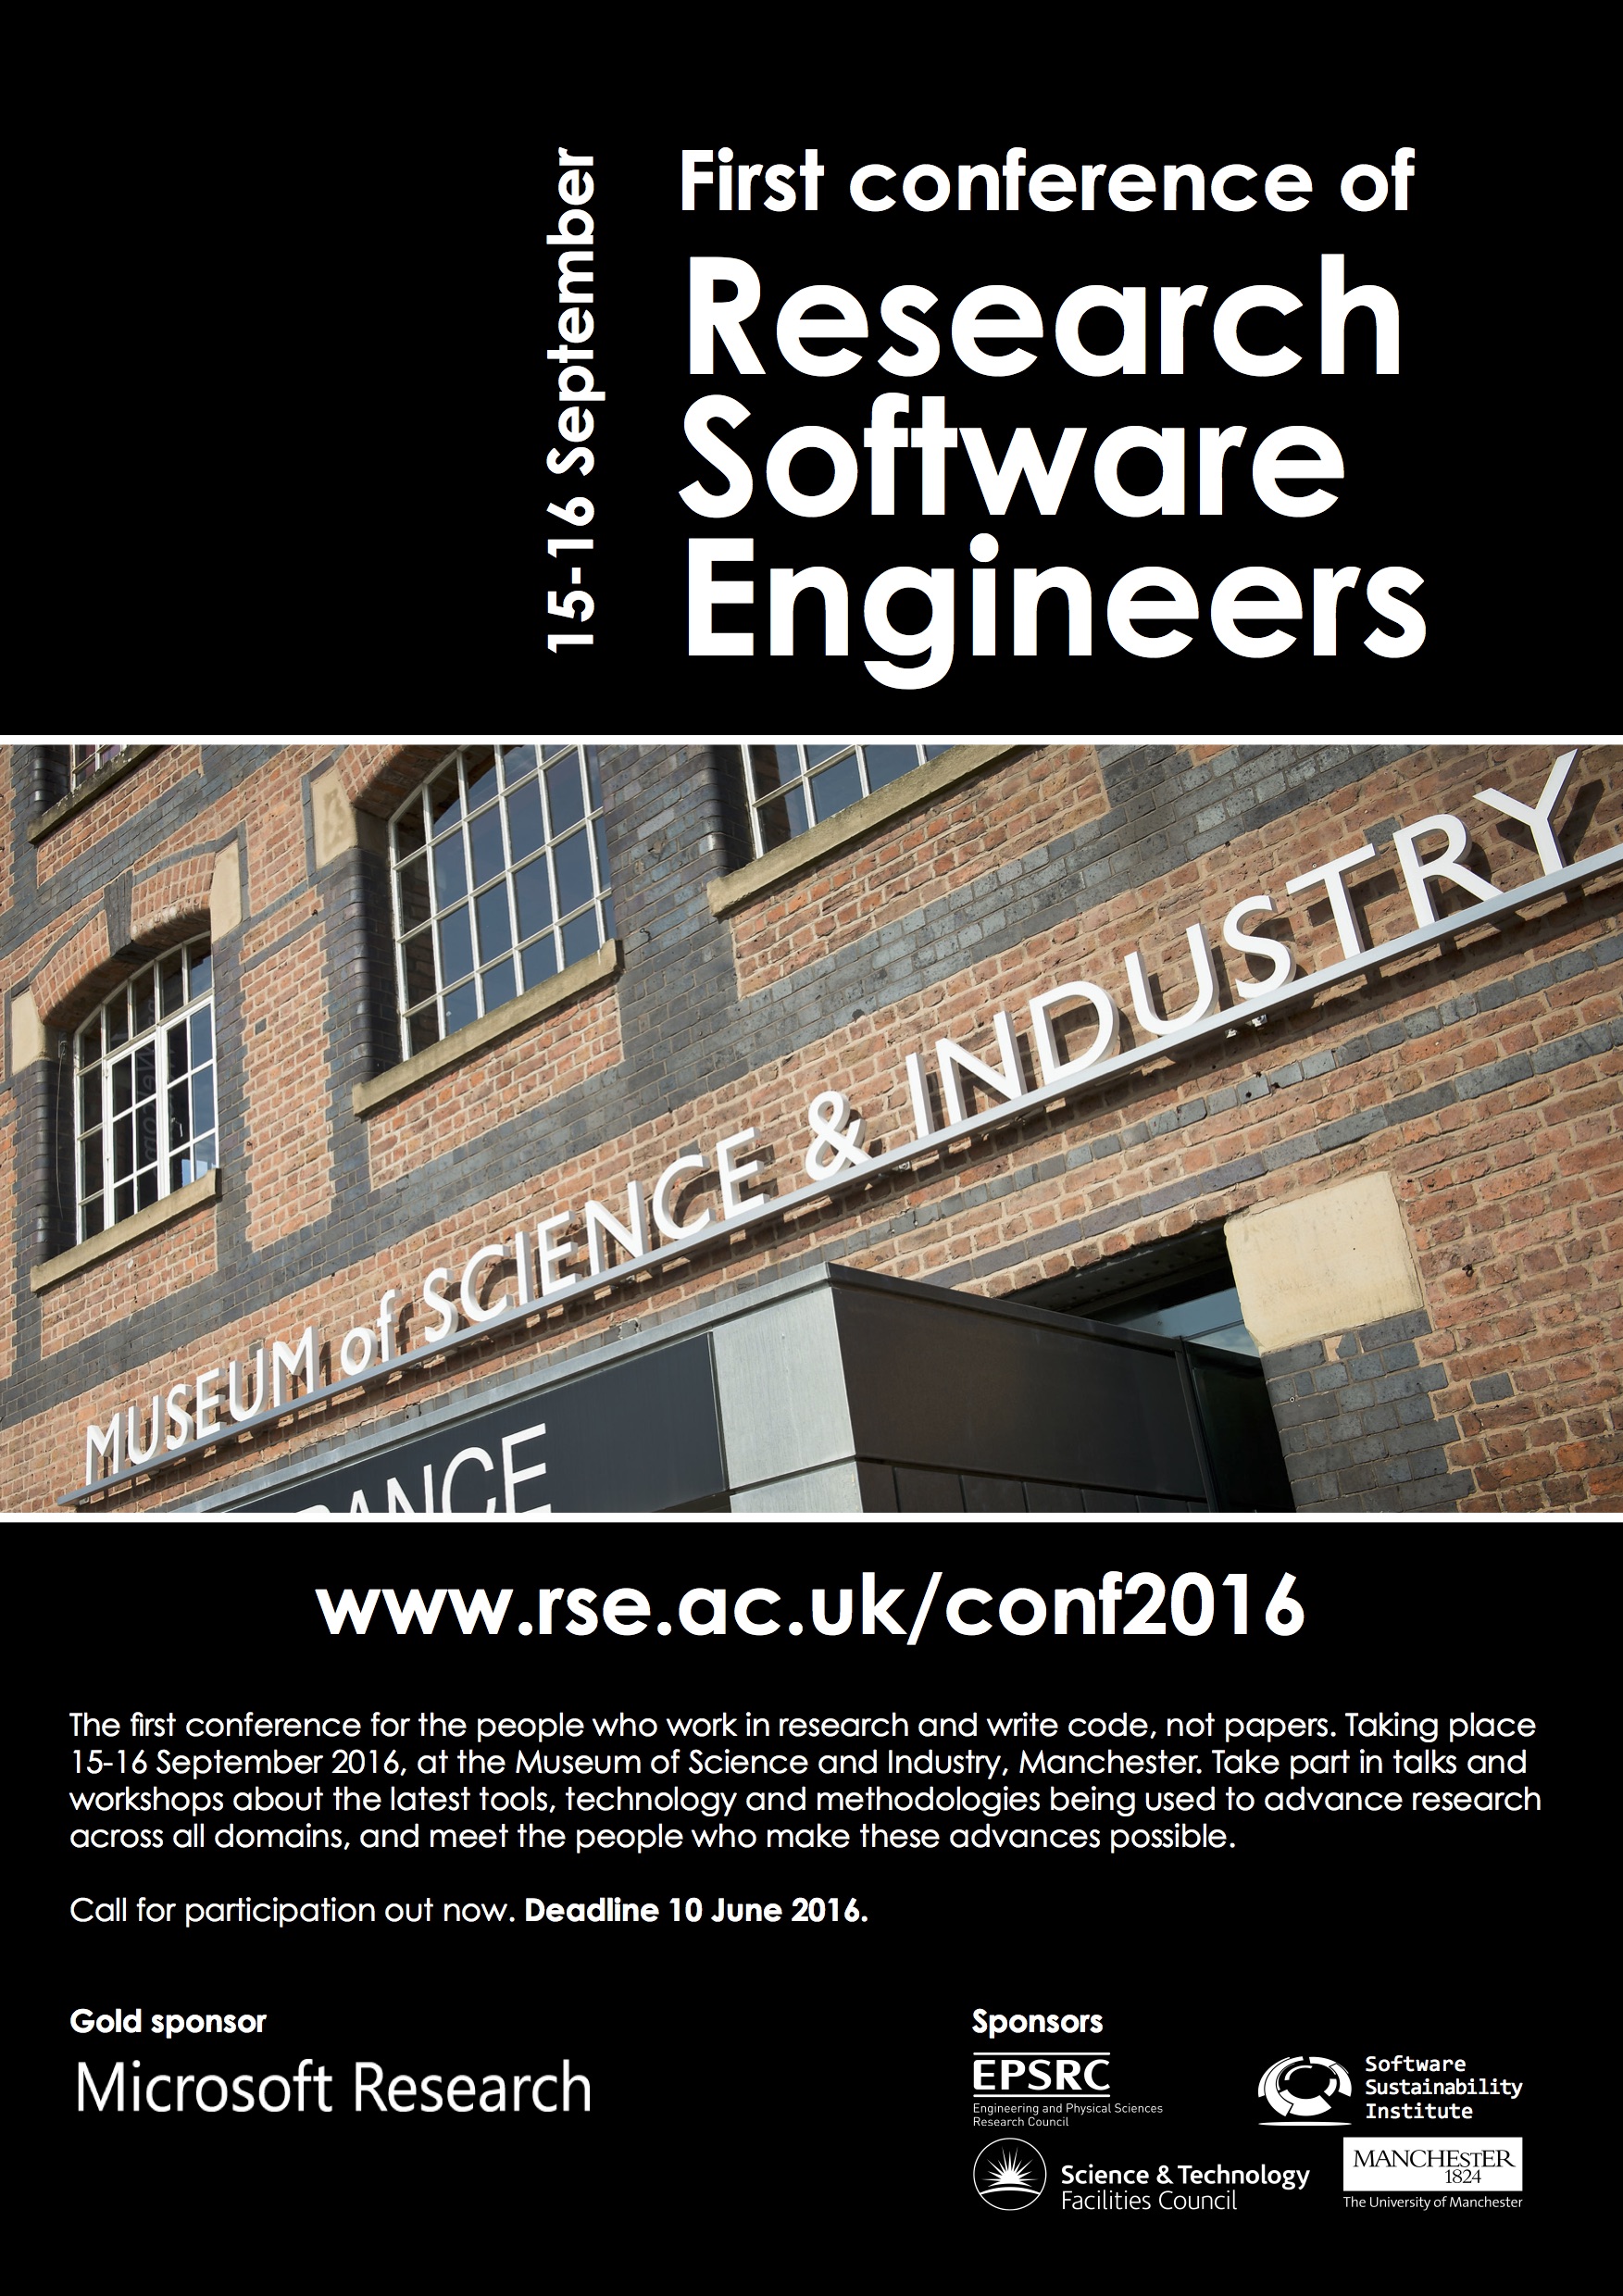 15-16 September
First conference of
Research
Software
Engineers
MUSEUM of SCIENCE & INDUSTRY
www.rse.ac.uk/conf2016
The first conference for the people who work in research and write code, not papers. Taking place
15-16 September 2016, at the Museum of Science and Industry, Manchester. Take part in talks and
workshops about the latest tools, technology and methodologies being used to advance research
across all domains, and meet the people who make these advances possible.
Call for participation out now. Deadline 10 June 2016.
Gold sponsor
Microsoft Research
Sponsors
EPSRC
Engineering and Physical Sciences
Research Council
Software
Sustainability
Institute
Science & Technology
Facilities Council
MANCHESTER
1824
The University of Manchester